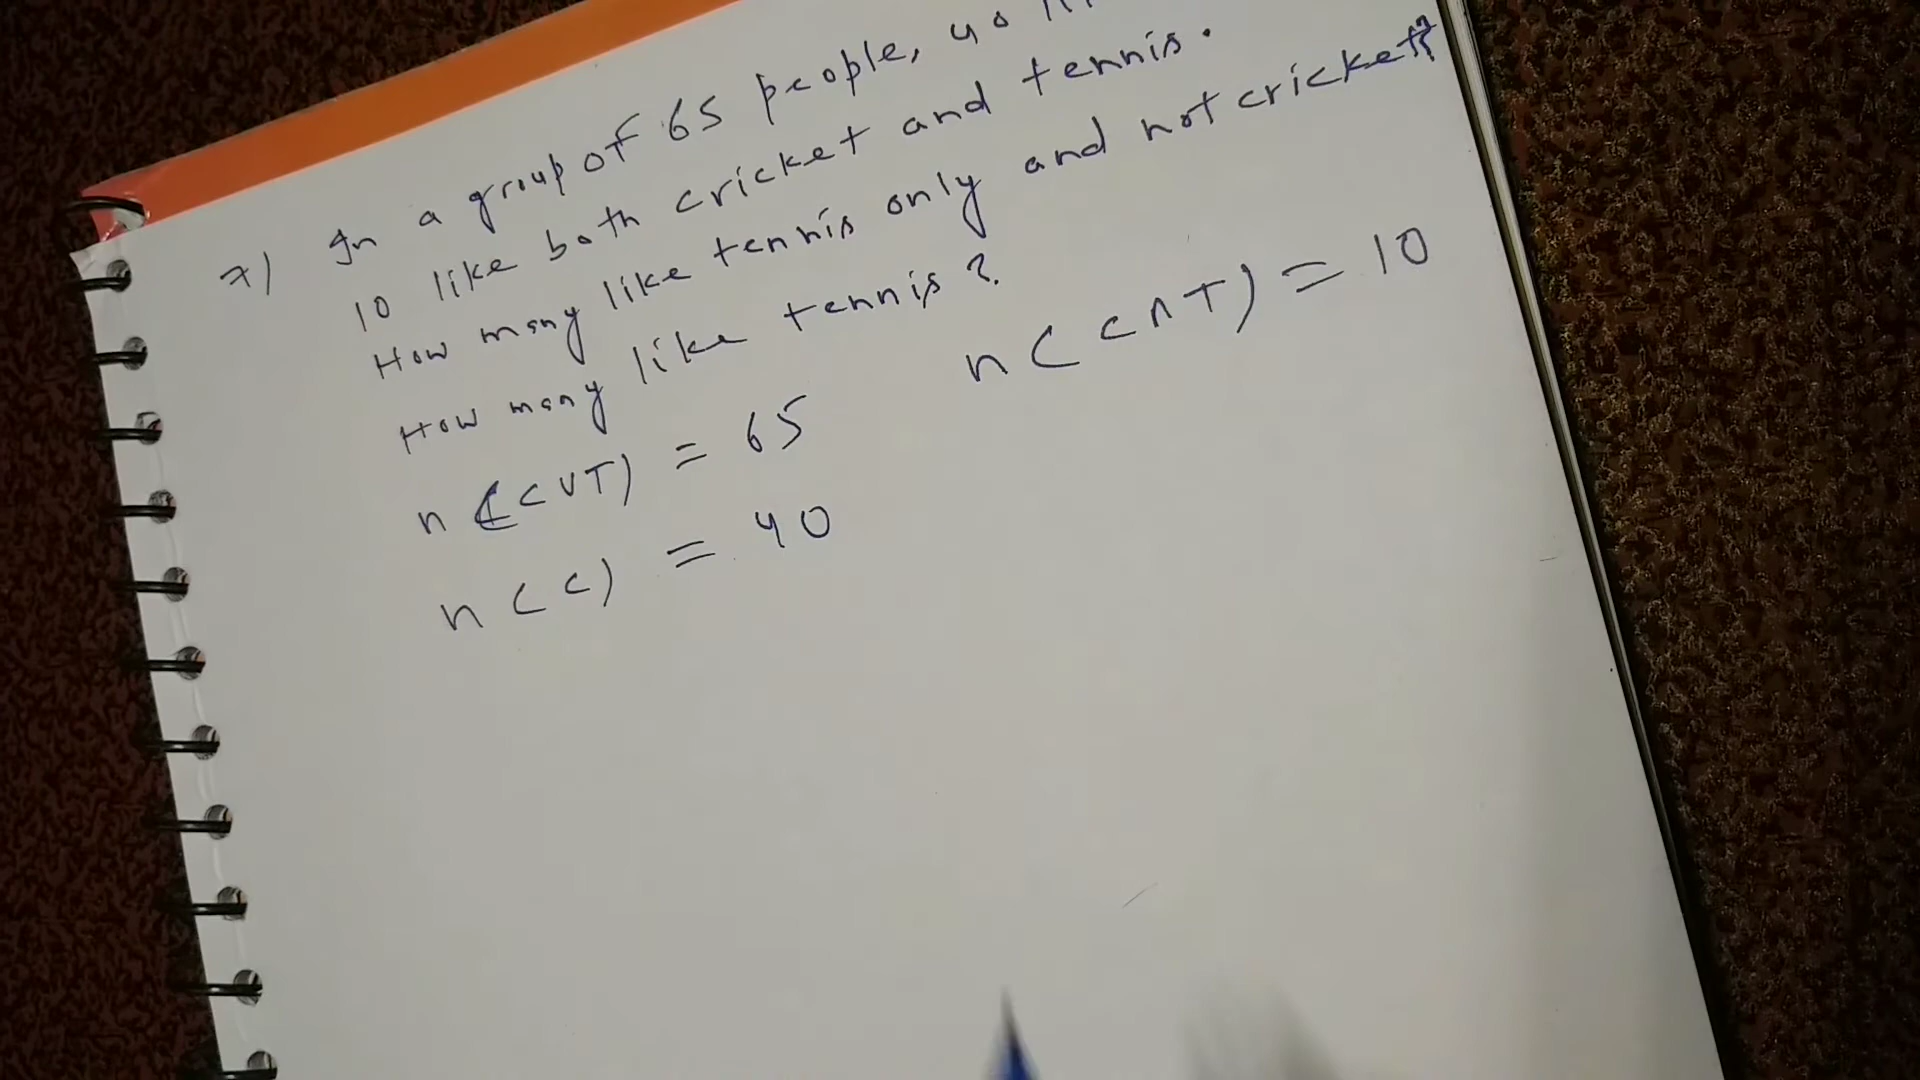 7) In a group of 65 people, 40
10 like both cricket and tennis.
How many like tennis only and not cricket?
How many like tennis?
n(C∪T) = 65 n(C∩T) = 10
n(C) = 40